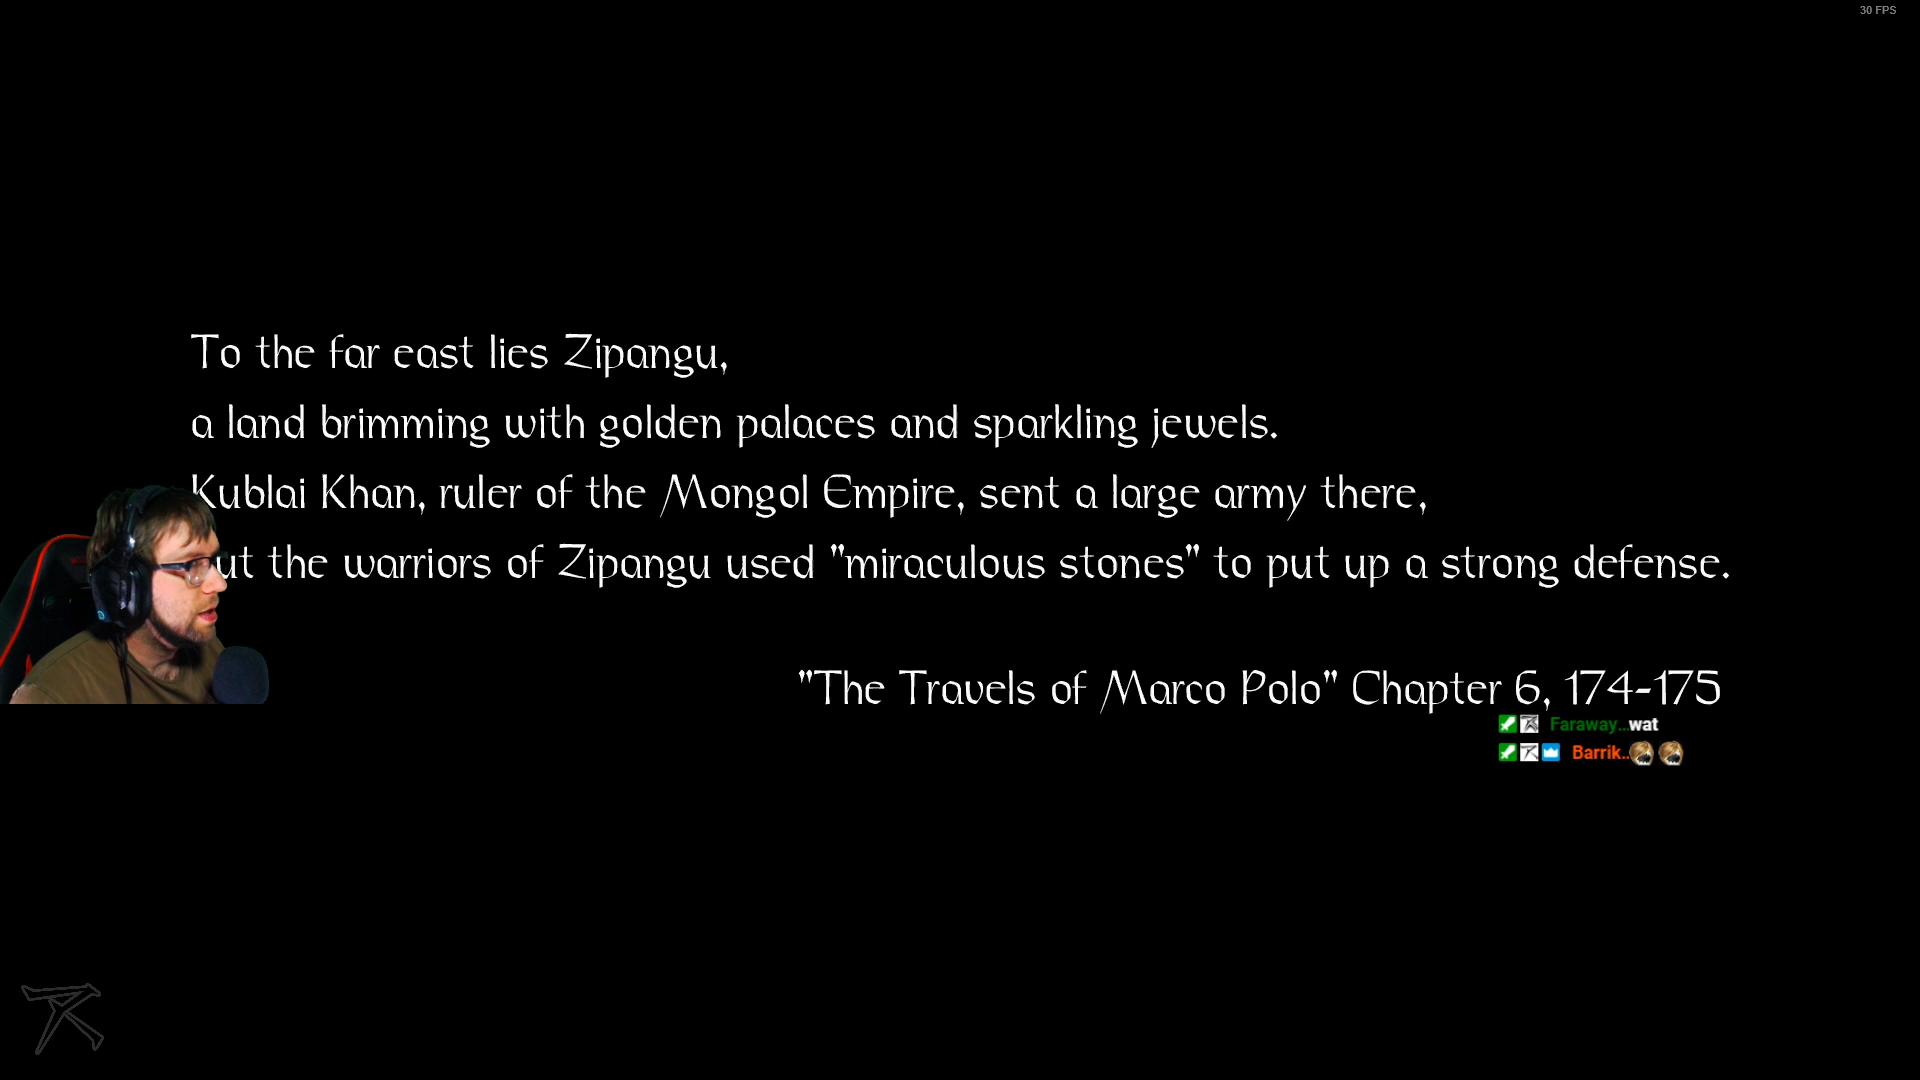 30 FPS
To the far east lies Zipangu,
a land brimming with golden palaces and sparkling jewels.
Kublai Khan, ruler of the Mongol Empire, sent a large army there,
ut the warriors of Zipangu used "miraculous stones" to put up a strong defense.
"The Travels of Marco Polo" Chapter 6, 174-175
Faraway..wat
Barrik..